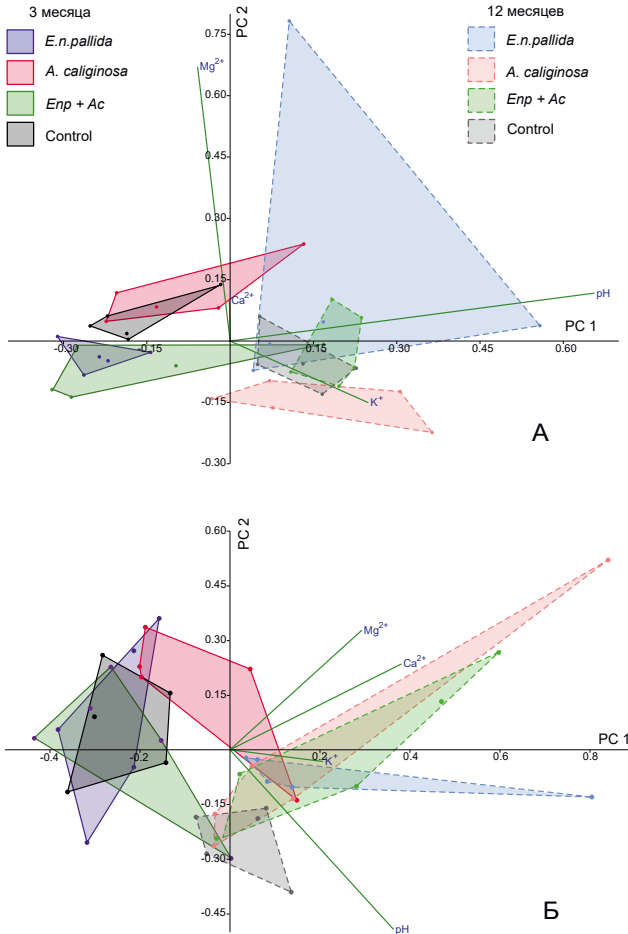 3 месяца
E.n.pallida
A. caliginosa
Enp + Ac
Control
12 месяцев
E.n.pallida
A. caliginosa
Enp + Ac
Control
PC 2
0.75
0.60
0.45
0.30
0.15
-0.15
-0.30
Mg²⁺
Ca²⁺
pH
K⁺
-0.30
-0.15
0.15
0.30
0.45
0.60
PC 1
А
PC 2
0.60
0.45
0.30
0.15
-0.15
-0.30
-0.45
Mg²⁺
Ca²⁺
K⁺
pH
-0.4
-0.2
0.2
0.4
0.6
0.8
PC 1
Б